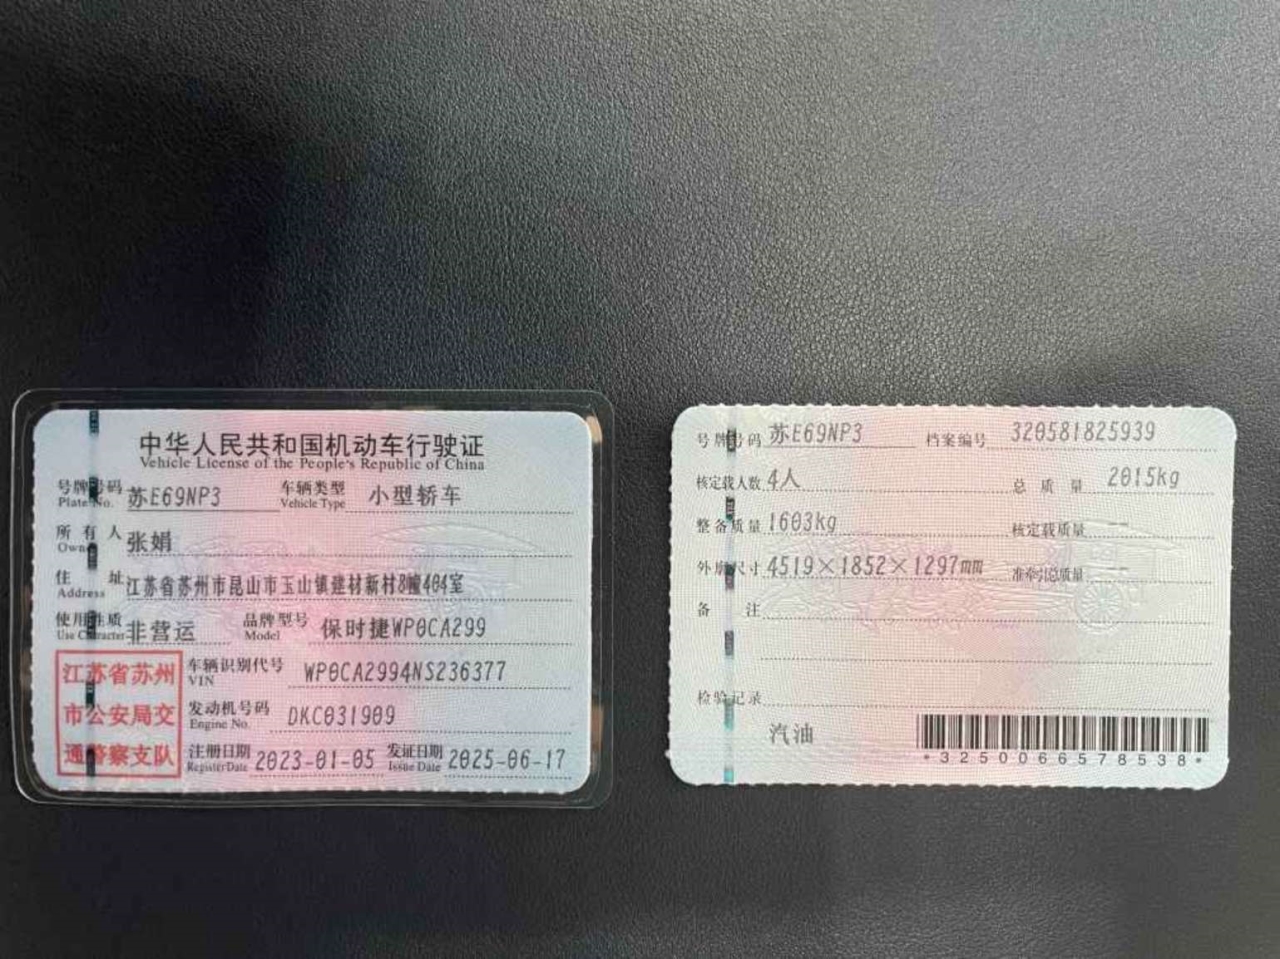 中华人民共和国机动车行驶证
Vehicle License of the People's Republic of China
号牌号码 苏E69NP3 车辆类型 小型轿车
Plate No. Vehicle Type
所有人 张娟
Owner
住址 江苏省苏州市昆山市玉山镇建材新村8幢404室
Address
使用性质 非营运 品牌型号 保时捷WP0CA299
Use Character Model
江苏省苏州
市公安局交
通警察支队
车辆识别代号 WP0CA2994NS236377
VIN
发动机号码 DKC031909
Engine No.
注册日期 2023-01-05 发证日期 2025-06-17
Register Date Issue Date
号牌号码 苏E69NP3 档案编号 320581825939
核定载人数 4人 总质量 2015kg
整备质量 1603kg 核定载质量 --
外廓尺寸 4519×1852×1297mm 准牵引总质量 --
备注
检验记录
汽油
*3250066578538*